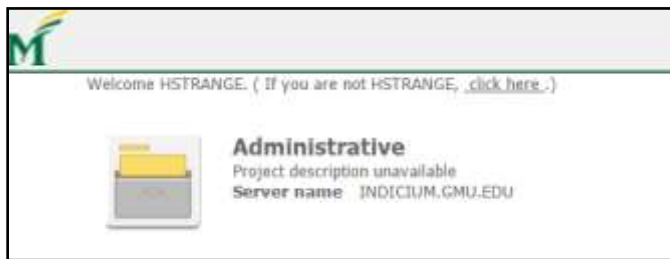 M
Welcome HSTRANGE. ( If you are not HSTRANGE, click here .)
Administrative
Project description unavailable
Server name INDICIUM.GMU.EDU